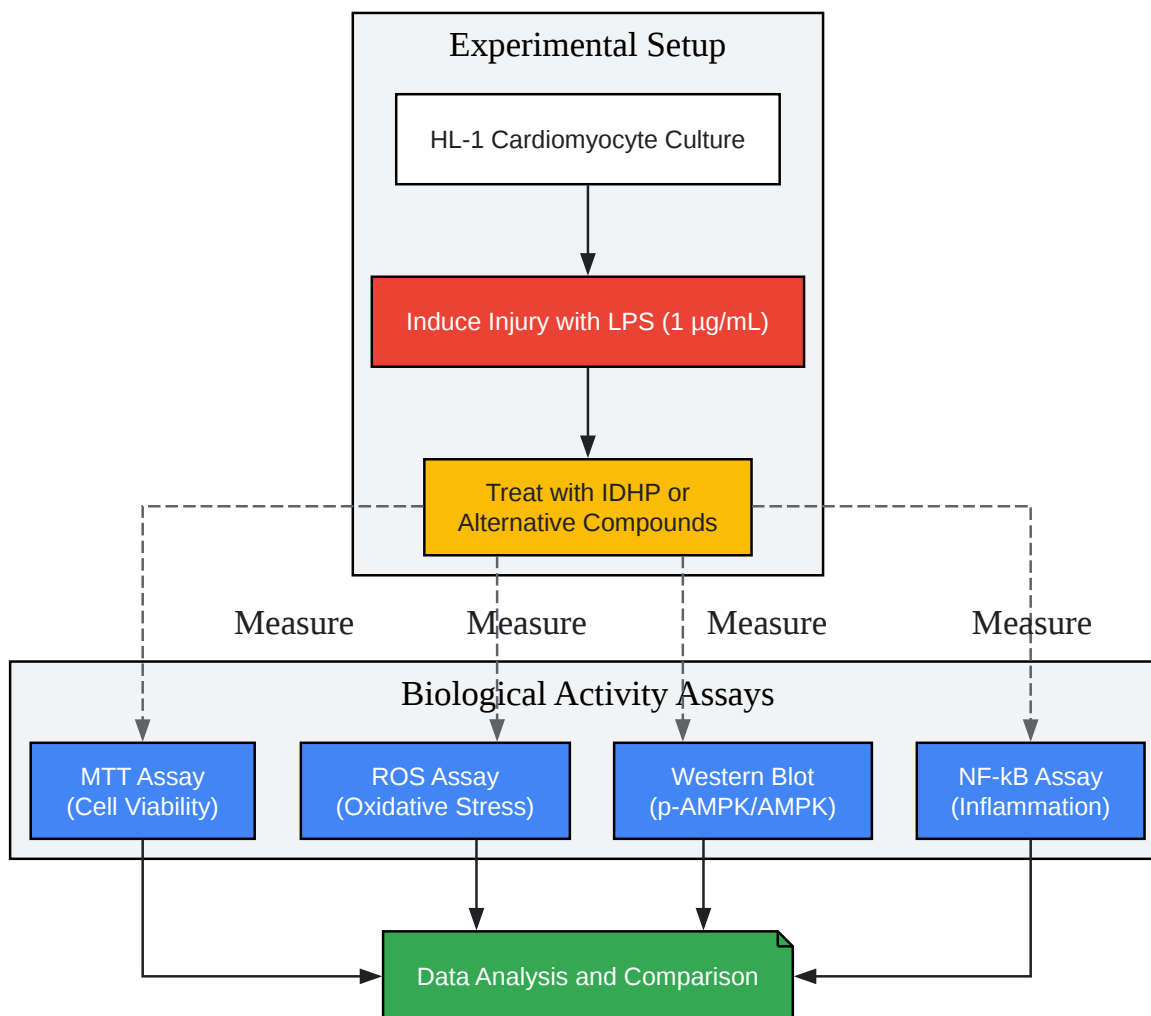 Experimental Setup
HL-1 Cardiomyocyte Culture
Induce Injury with LPS (1 µg/mL)
Treat with IDHP or
Alternative Compounds
Measure
Measure
Measure
Measure
Biological Activity Assays
MTT Assay
(Cell Viability)
ROS Assay
(Oxidative Stress)
Western Blot
(p-AMPK/AMPK)
NF-kB Assay
(Inflammation)
Data Analysis and Comparison